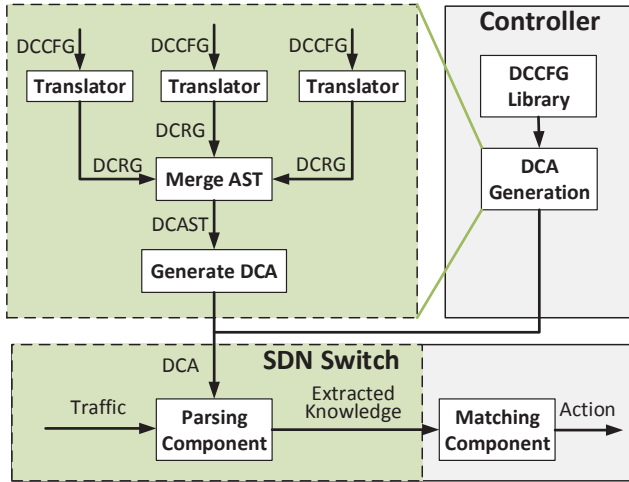 DCCFG DCCFG DCCFG
Translator Translator Translator
DCRG
DCRG DCRG
Merge AST
DCAST
Generate DCA
Controller
DCCFG
Library
DCA
Generation
SDN Switch
DCA
Traffic
Parsing
Component
Extracted
Knowledge
Matching
Component
Action